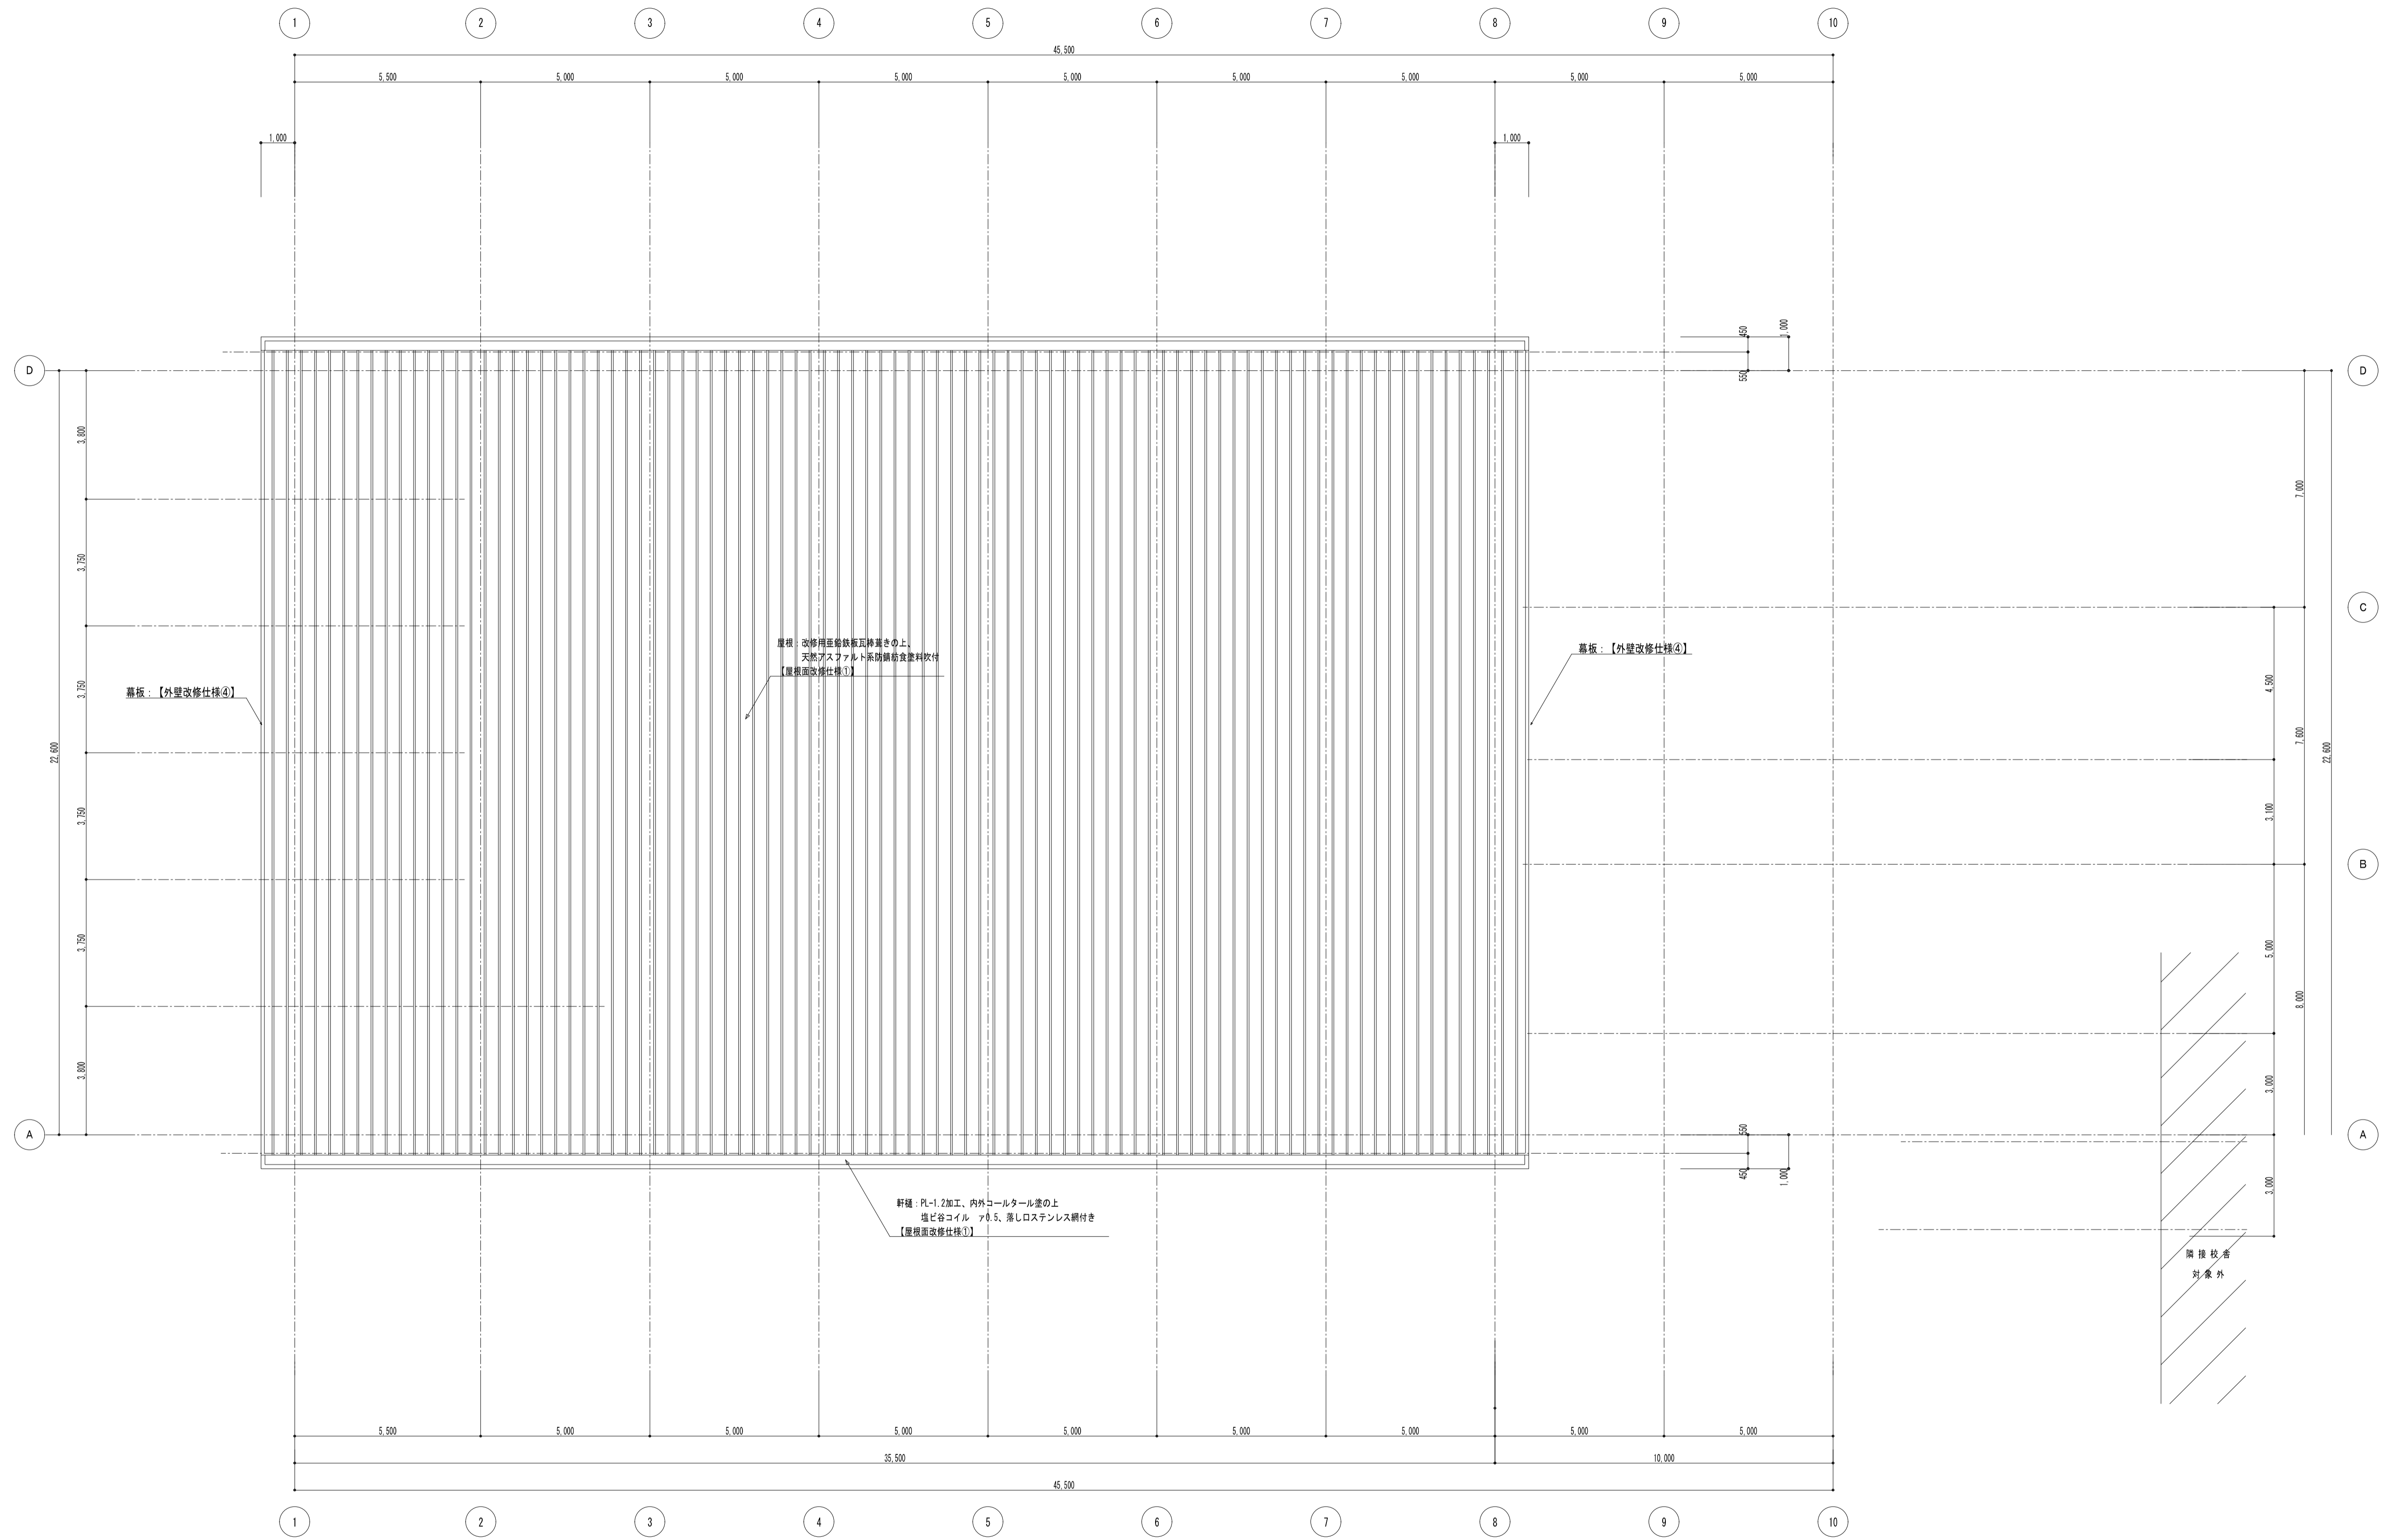 1 2 3 4 5 6 7 8 9 10
45,500
5,500 5,000 5,000 5,000 5,000 5,000 5,000 5,000 5,000
1,000 1,000
450 1,000
550
D D
3,800
7,000
3,750
C
屋根：改修用亜鉛鉄板瓦棒葺きの上、
天然アスファルト系防錆防食塗料吹付
【屋根面改修仕様①】
幕板：【外壁改修仕様④】
幕板：【外壁改修仕様④】
3,750
4,500
7,600
22,600
22,600
3,750
3,100
B
3,750
5,000
8,000
3,800
3,000
A A
550
450 1,000
3,000
軒樋：PL-1.2加工、内外コールタール塗の上
塩ビ谷コイル ァ0.5、落し口ステンレス網付き
【屋根面改修仕様①】
隣接校舎
対象外
5,500 5,000 5,000 5,000 5,000 5,000 5,000 5,000 5,000
35,500 10,000
45,500
1 2 3 4 5 6 7 8 9 10